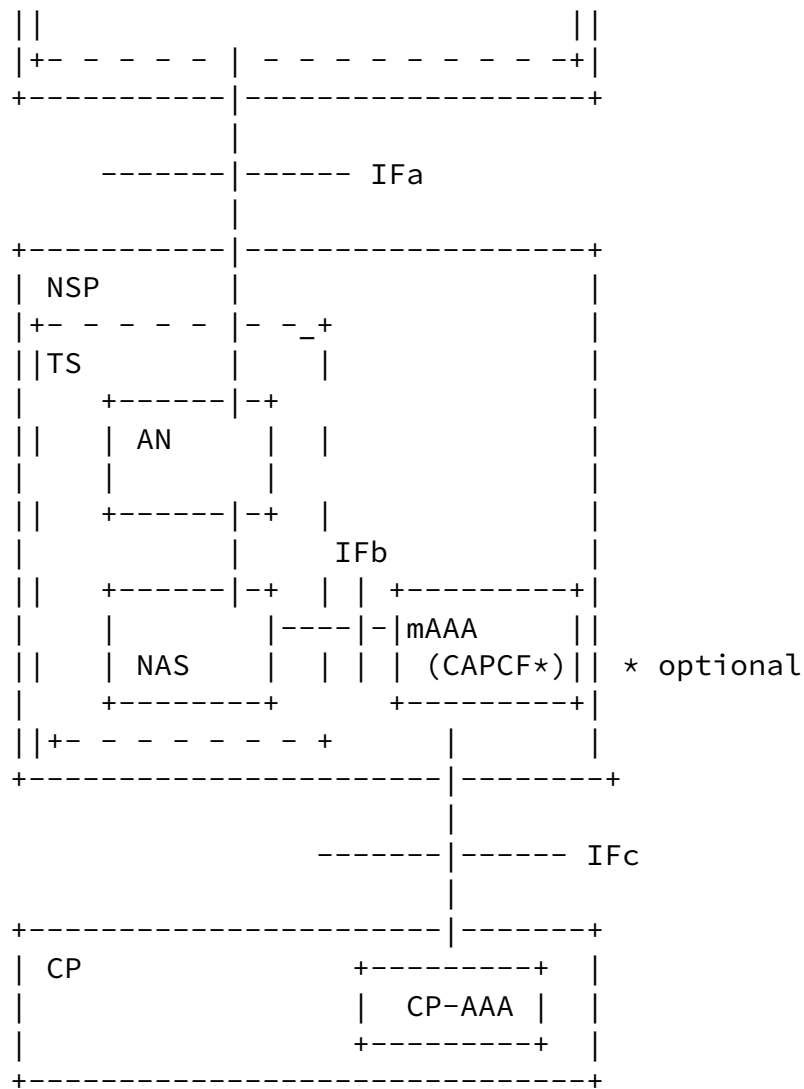 ||                                   ||
|+- - - - - | - - - - - - - - - -+|
+-----------|------------------+
|
-------|------ IFa
|
+-----------|------------------+
| NSP        |                       |
|+- - - - - |- -_+                  |
||TS         |     |                 |
|     +------|-+                     |
||    | AN     |  |                  |
|     |        |                     |
||    +------|-+  |                  |
|            |      IFb              |
||    +------|-+  | | +---------+|
|     |        |----|-|mAAA      ||
||    | NAS    |  | | | (CAPCF*)|| * optional
|     +--------+      +---------+|
||+- - - - - - - +       |         |
+-----------------------|--------+
|
-------|------ IFc
|
+-----------------------|-------+
| CP                 +---------+   |
|                    |  CP-AAA |   |
|                    +---------+   |
+-------------------------------+